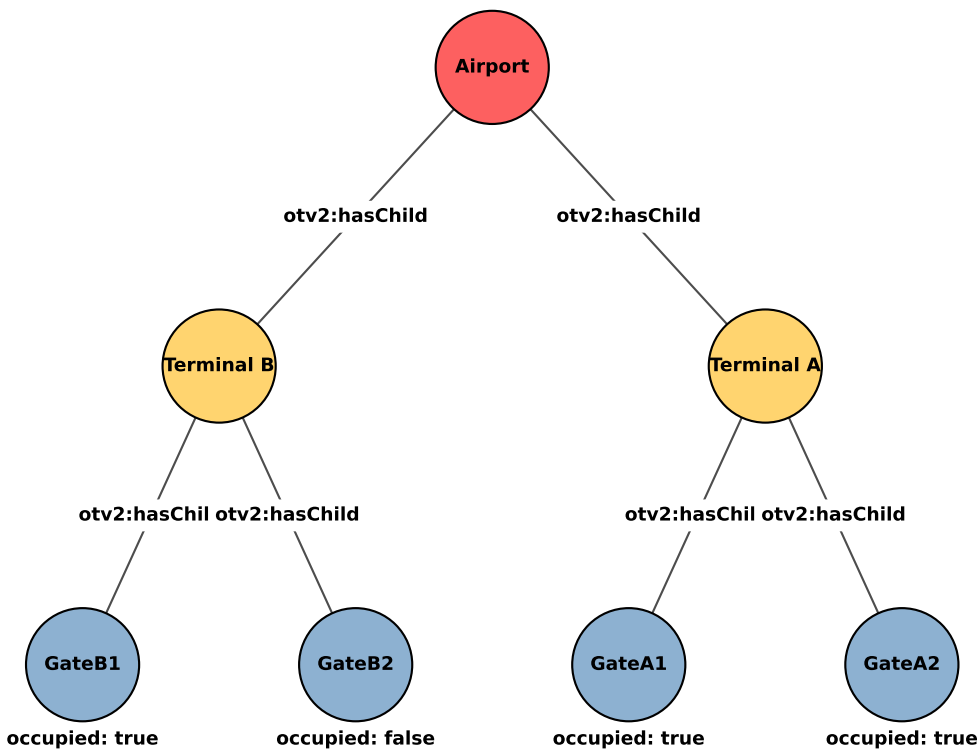 Airport
otv2:hasChild otv2:hasChild
Terminal B Terminal A
otv2:hasChil otv2:hasChild otv2:hasChil otv2:hasChild
GateB1 GateB2 GateA1 GateA2
occupied: true occupied: false occupied: true occupied: true